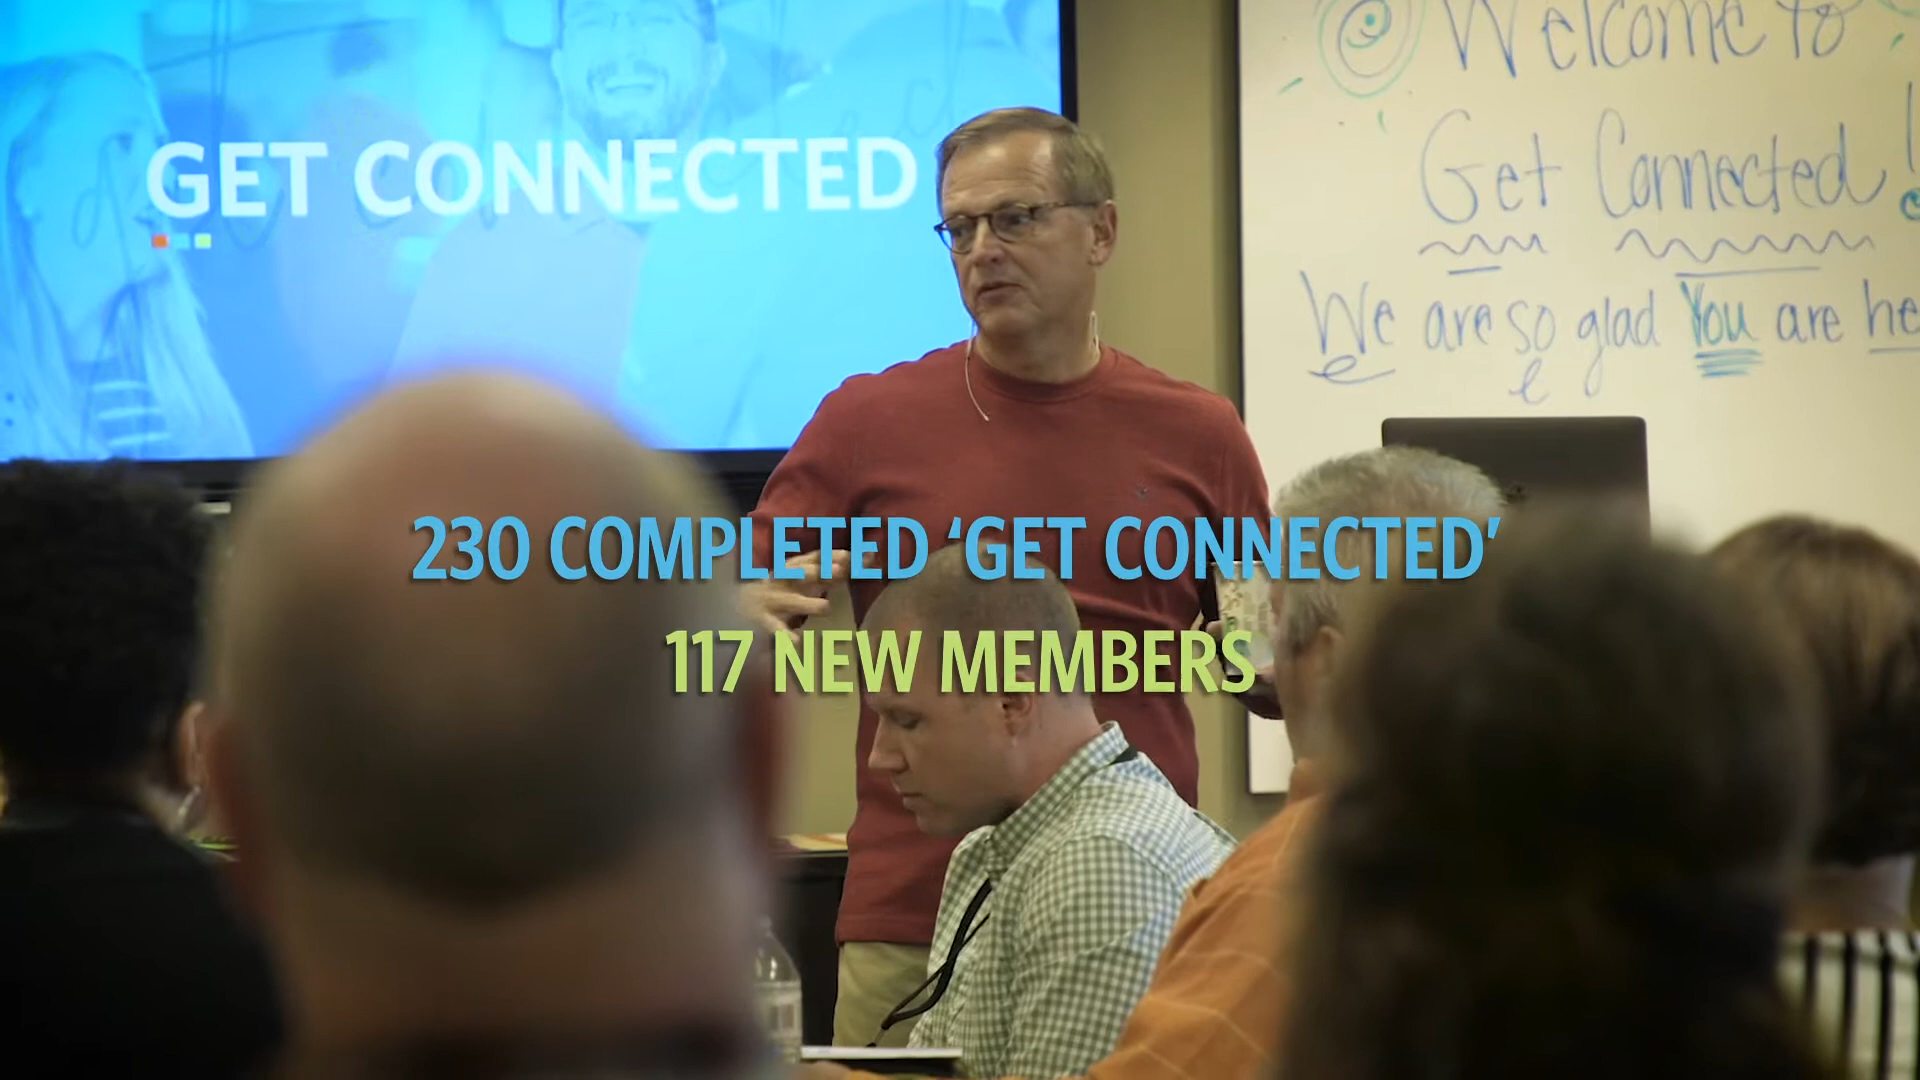 GET CONNECTED
Welcome to
Get Connected!
We are so glad You are
230 COMPLETED ‘GET CONNECTED’
117 NEW MEMBERS